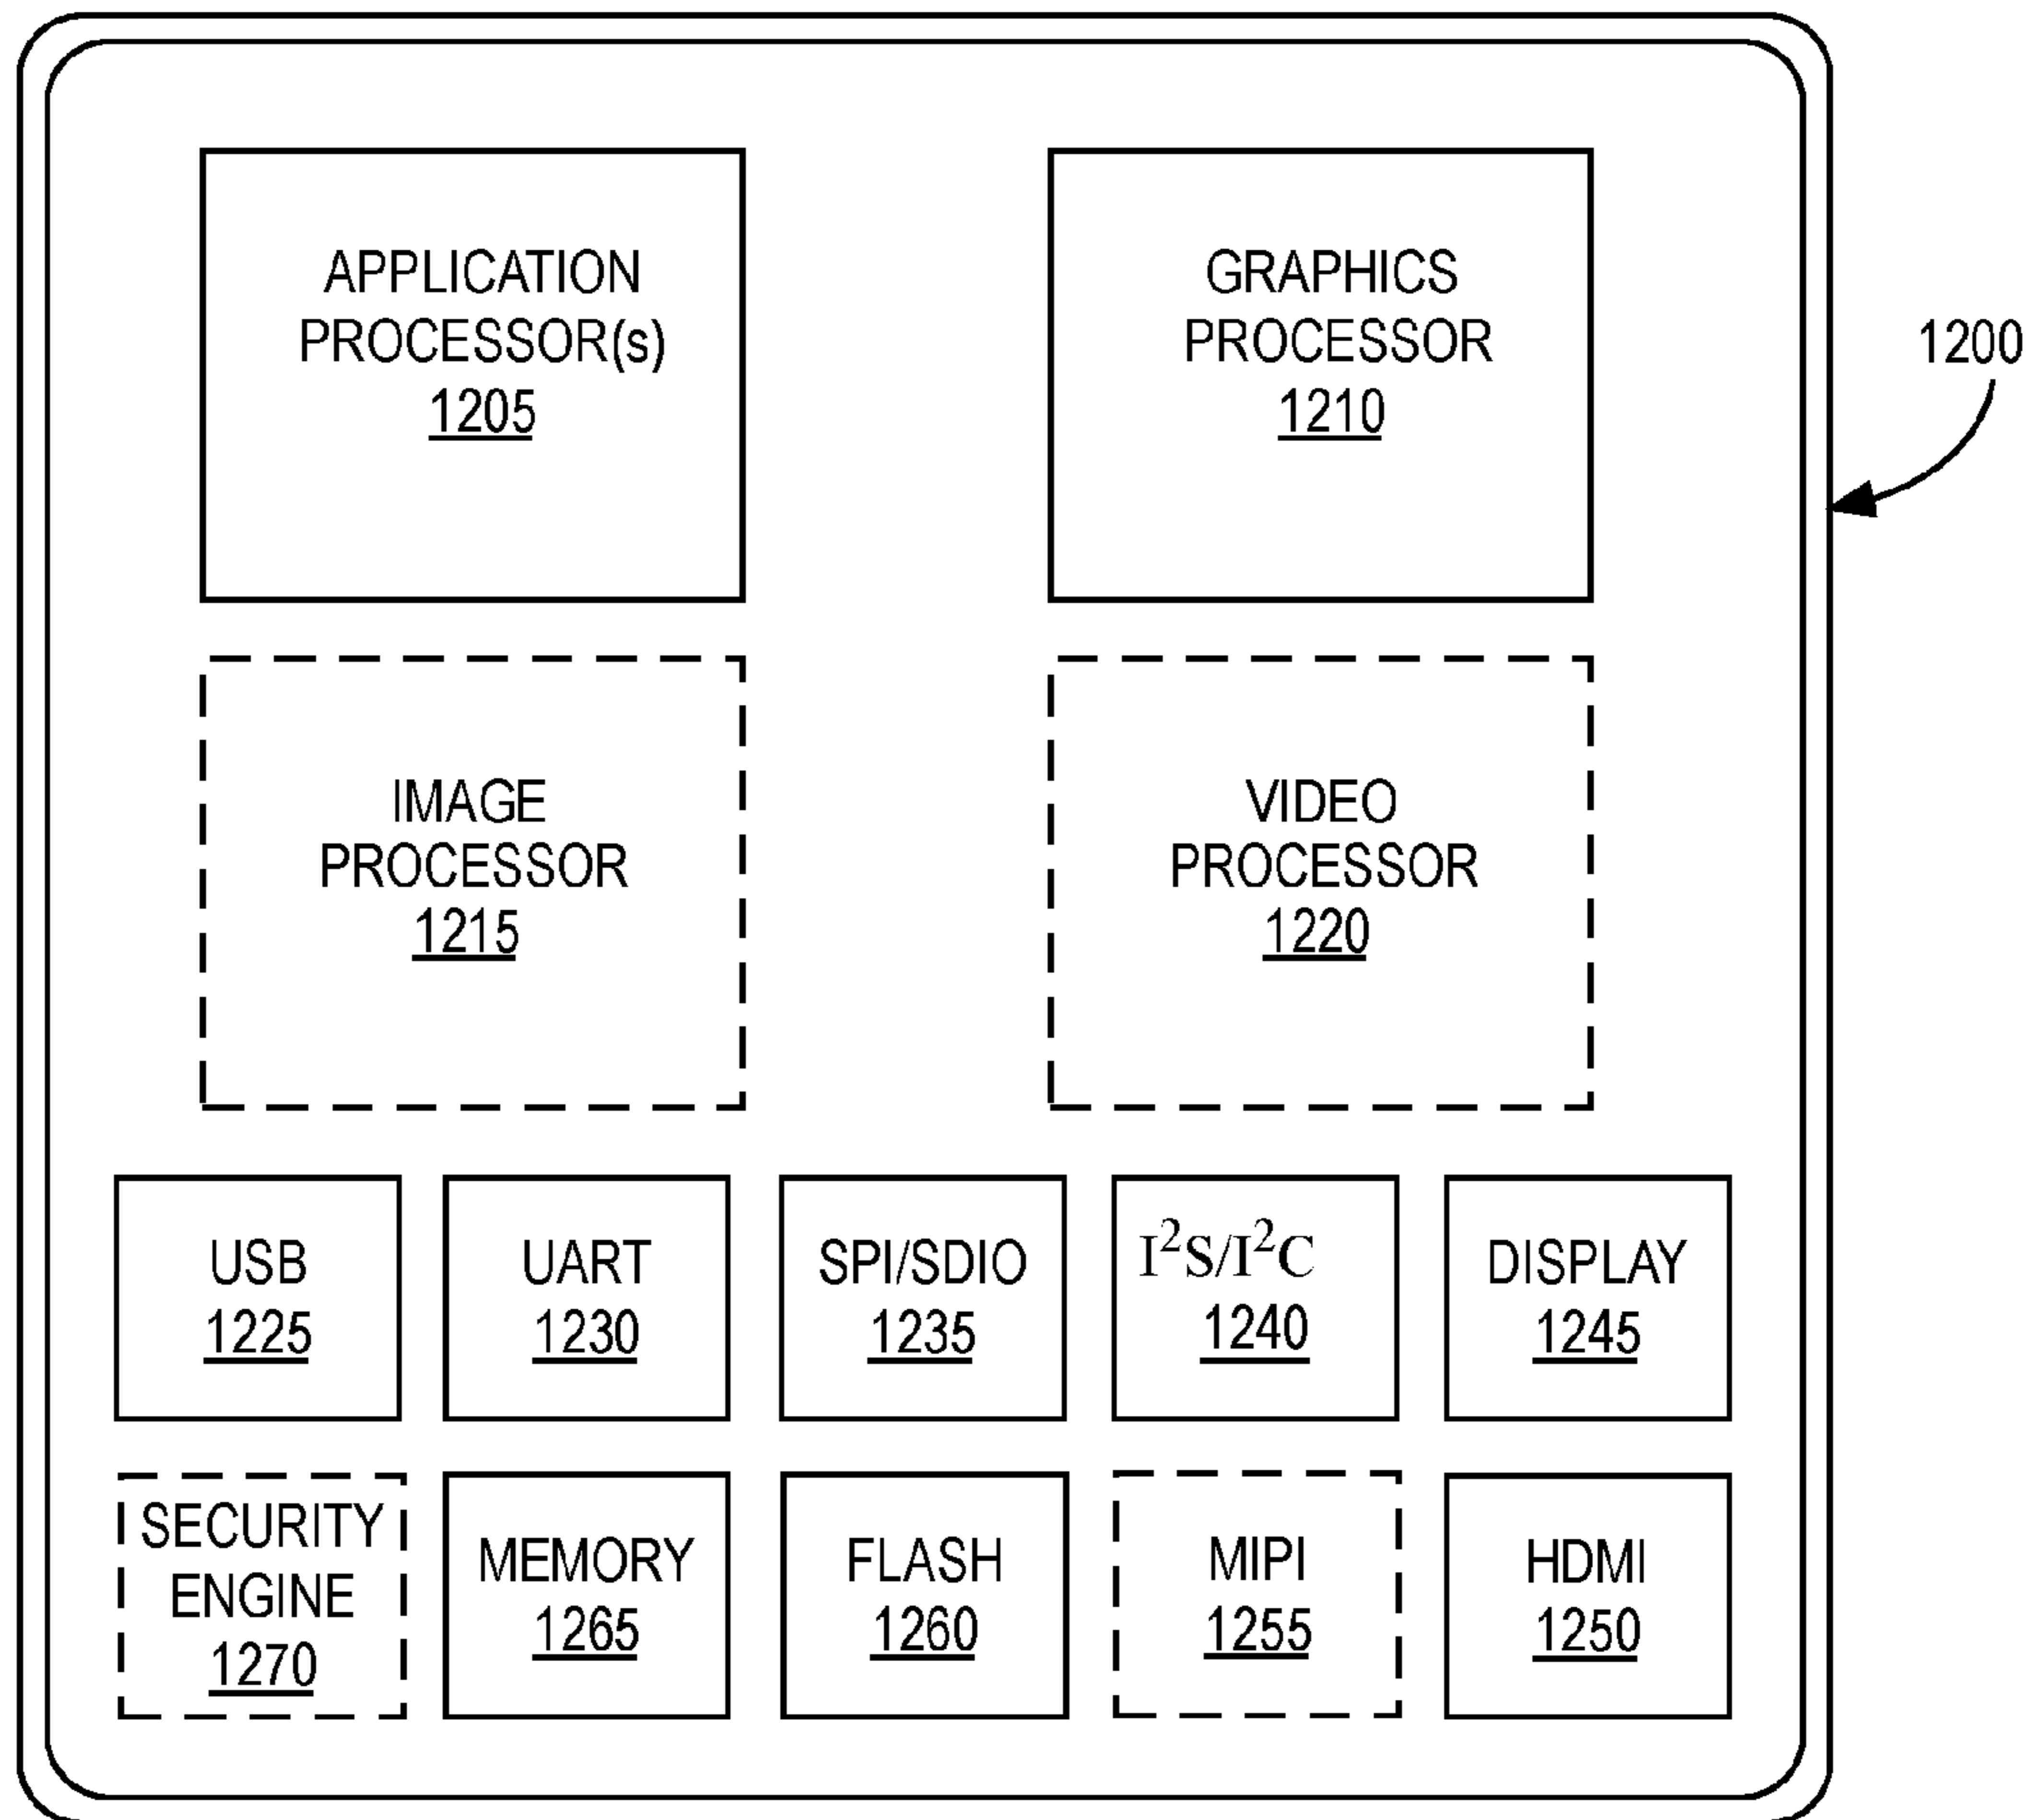 APPLICATION
PROCESSOR(s)
1205
GRAPHICS
PROCESSOR
1210
1200
IMAGE
PROCESSOR
1215
VIDEO
PROCESSOR
1220
USB
1225
UART
1230
SPI/SDIO
1235
I²S/I²C
1240
DISPLAY
1245
SECURITY
ENGINE
1270
MEMORY
1265
FLASH
1260
MIPI
1255
HDMI
1250